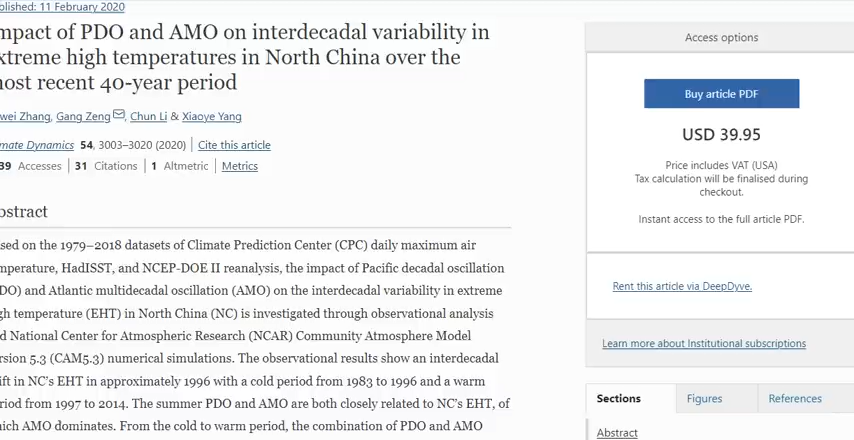 blished: 11 February 2020
mpact of PDO and AMO on interdecadal variability in
xtreme high temperatures in North China over the
nost recent 40-year period
wei Zhang, Gang Zeng, Chun Li & Xiaoye Yang
mate Dynamics 54, 3003–3020 (2020) Cite this article
39 Accesses 31 Citations 1 Altmetric Metrics
bstract
sed on the 1979–2018 datasets of Climate Prediction Center (CPC) daily maximum air
mperature, HadISST, and NCEP-DOE II reanalysis, the impact of Pacific decadal oscillation
DO) and Atlantic multidecadal oscillation (AMO) on the interdecadal variability in extreme
gh temperature (EHT) in North China (NC) is investigated through observational analysis
d National Center for Atmospheric Research (NCAR) Community Atmosphere Model
rsion 5.3 (CAM5.3) numerical simulations. The observational results show an interdecadal
ift in NC's EHT in approximately 1996 with a cold period from 1983 to 1996 and a warm
riod from 1997 to 2014. The summer PDO and AMO are both closely related to NC's EHT, of
hich AMO dominates. From the cold to warm period, the combination of PDO and AMO
Access options
Buy article PDF
USD 39.95
Price includes VAT (USA)
Tax calculation will be finalised during
checkout.
Instant access to the full article PDF.
Rent this article via DeepDyve.
Learn more about Institutional subscriptions
Sections Figures References
Abstract